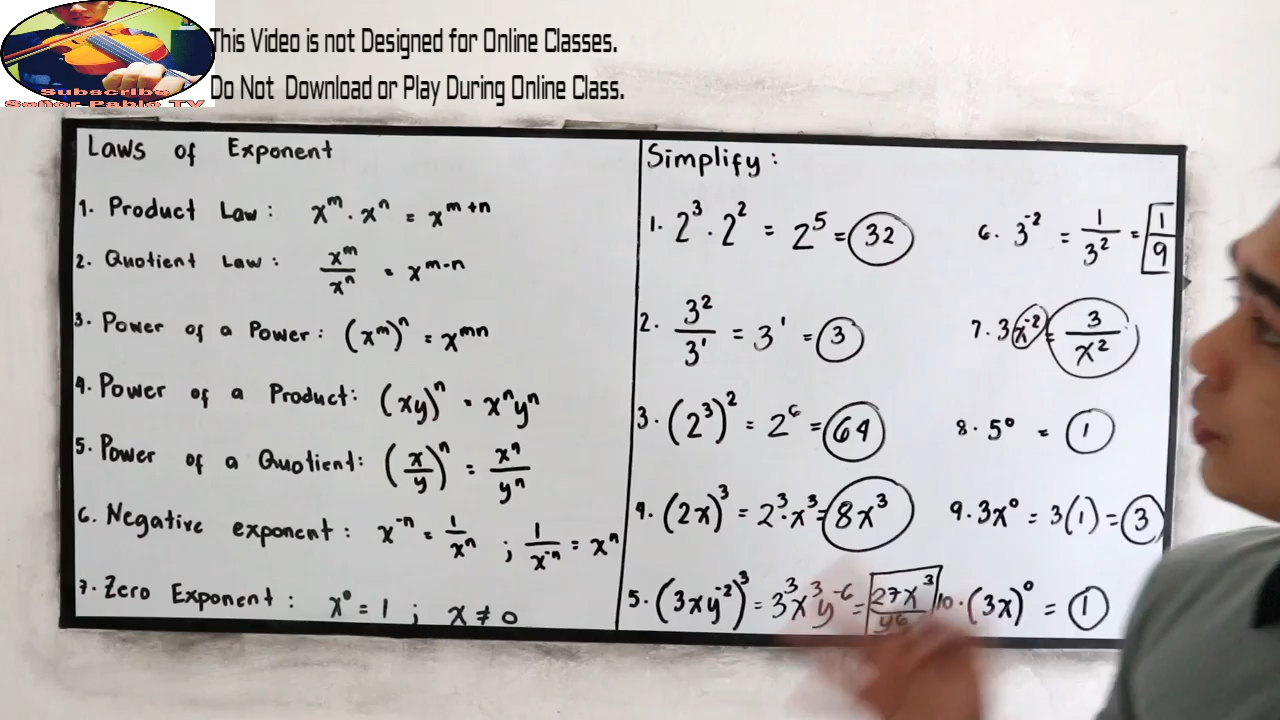 This Video is not Designed for Online Classes.
Do Not Download or Play During Online Class.
Subscribe
Señor Pablo TV
Laws of Exponent
1. Product Law: x^m · x^n = x^(m+n)
2. Quotient Law: x^m/x^n = x^(m-n)
3. Power of a Power: (x^m)^n = x^(mn)
4. Power of a Product: (xy)^n = x^n y^n
5. Power of a Quotient: (x/y)^n = x^n/y^n
6. Negative exponent: x^(-n) = 1/x^n ; 1/x^(-n) = x^n
7. Zero Exponent: x^0 = 1 ; x ≠ 0
Simplify:
1. 2^3 · 2^2 = 2^5 = 32
2. 3^2/3^1 = 3^1 = 3
3. (2^3)^2 = 2^6 = 64
4. (2x)^3 = 2^3 · x^3 = 8x^3
5. (3xy^(-2))^3 = 3^3 x^3 y^(-6) = 27x^3/y^6
6. 3^(-2) = 1/3^2 = 1/9
7. 3x^(-2) = 3/x^2
8. 5^0 = 1
9. 3x^0 = 3(1) = 3
10. (3x)^0 = 1